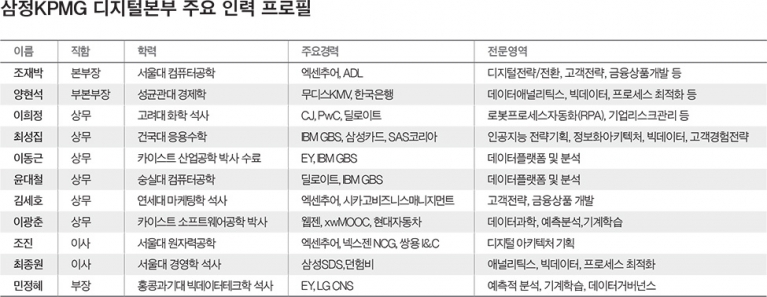 삼정KPMG 디지털본부 주요 인력 프로필
이름 직함 학력 주요경력 전문영역
조재박 본부장 서울대 컴퓨터공학 엑센추어, ADL 디지털전략/전환, 고객전략, 금융상품개발 등
양현석 부본부장 성균관대 경제학 무디스KMV, 한국은행 데이터애널리틱스, 빅데이터, 프로세스 최적화 등
이희정 상무 고려대 화학 석사 CJ, PwC, 딜로이트 로봇프로세스자동화(RPA), 기업리스크관리 등
최성집 상무 건국대 응용수학 IBM GBS, 삼성카드, SAS코리아 인공지능 전략기획, 정보화아키텍처, 빅데이터, 고객경험전략
이동근 상무 카이스트 산업공학 박사 수료 EY, IBM GBS 데이터플랫폼 및 분석
윤대철 상무 숭실대 컴퓨터공학 딜로이트, IBM GBS 데이터플랫폼 및 분석
김세호 상무 연세대 마케팅학 석사 엑센추어, 시카고비즈니스매니지먼트 고객전략, 금융상품 개발
이광춘 상무 카이스트 소프트웨어공학 박사 웹젠, xwMOOC, 현대자동차 데이터과학, 예측분석,기계학습
조진 이사 서울대 원자력공학 엑센추어, 넥스젠 NCG, 쌍용 I&C 디지털 아키텍처 기획
최종원 이사 서울대 경영학 석사 삼성SDS,던험비 애널리틱스, 빅데이터, 프로세스 최적화
민정혜 부장 홍콩과기대 빅데이터테크학 석사 EY, LG CNS 예측적 분석, 기계학습, 데이터거버넌스